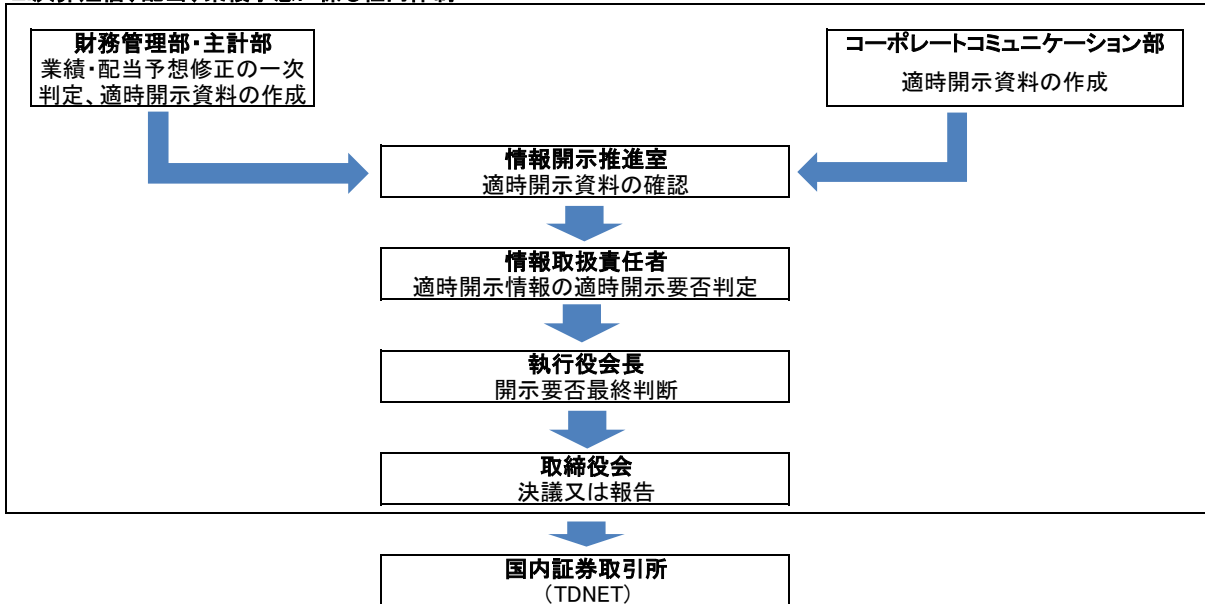 財務管理部・主計部
業績・配当予想修正の一次
判定、適時開示資料の作成
コーポレートコミュニケーション部
適時開示資料の作成
情報開示推進室
適時開示資料の確認
情報取扱責任者
適時開示情報の適時開示要否判定
執行役会長
開示要否最終判断
取締役会
決議又は報告
国内証券取引所
（TDNET）